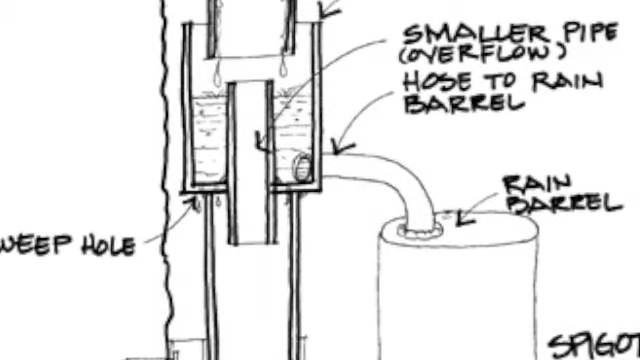 SMALLER PIPE
(OVERFLOW)
HOSE TO RAIN
BARREL
RAIN
BARREL
WEEP HOLE
SPIGOT